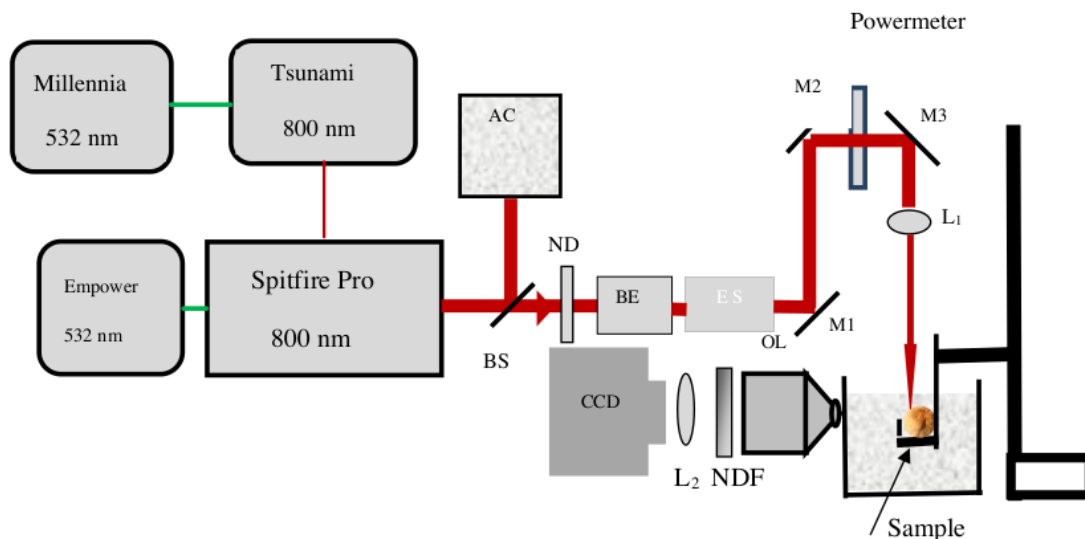 Powermeter
Millennia
532 nm
Tsunami
800 nm
AC
M2
M3
L1
Empower
532 nm
Spitfire Pro
800 nm
ND
BE
E S
BS
M1
OL
CCD
L2
NDF
Sample